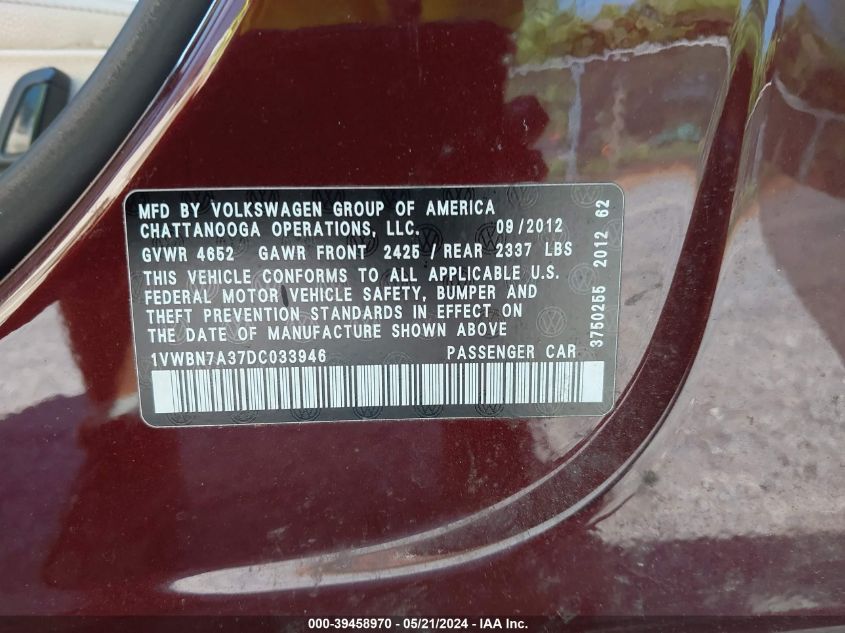 MFD BY VOLKSWAGEN GROUP OF AMERICA
CHATTANOOGA OPERATIONS, LLC. 09/2012
GVWR 4652 GAWR FRONT 2425 / REAR 2337 LBS
THIS VEHICLE CONFORMS TO ALL APPLICABLE U.S.
FEDERAL MOTOR VEHICLE SAFETY, BUMPER AND
THEFT PREVENTION STANDARDS IN EFFECT ON
THE DATE OF MANUFACTURE SHOWN ABOVE
1VWBN7A37DC033946 PASSENGER CAR
3750255 2012 62
000-39458970 / 05/21/2024 - IAA Inc.